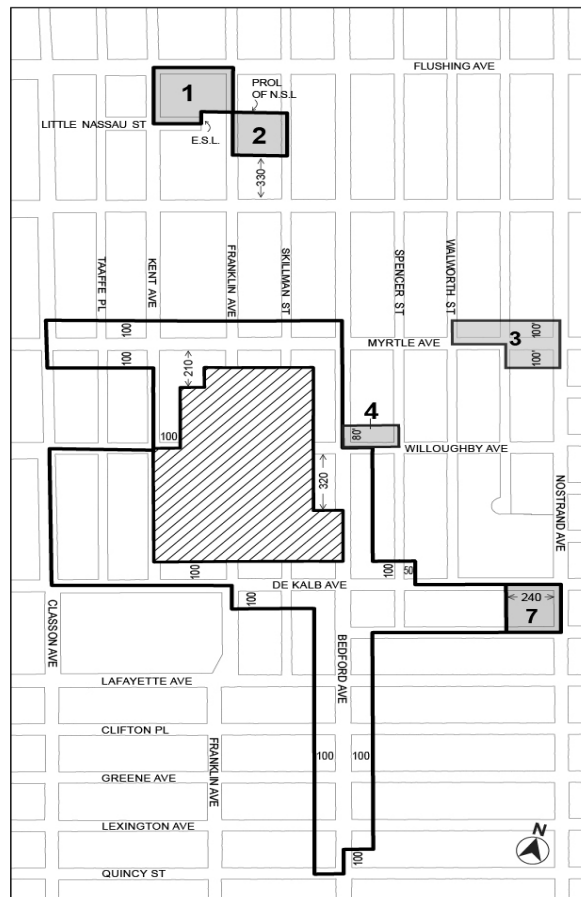 FLUSHING AVE
1
PROL
OF N.S.L
LITTLE NASSAU ST
E.S.L.
2
330
TAAFFE PL
KENT AVE
FRANKLIN AVE
SKILLMAN ST
SPENCER ST
WALWORTH ST
100
100
MYRTLE AVE
3
100'
100'
210
4
80'
100
WILLOUGHBY AVE
320
NOSTRAND AVE
100
100
50
DE KALB AVE
240
7
100
CLASSON AVE
BEDFORD AVE
LAFAYETTE AVE
CLIFTON PL
FRANKLIN AVE
100
100
GREENE AVE
LEXINGTON AVE
100
N
QUINCY ST